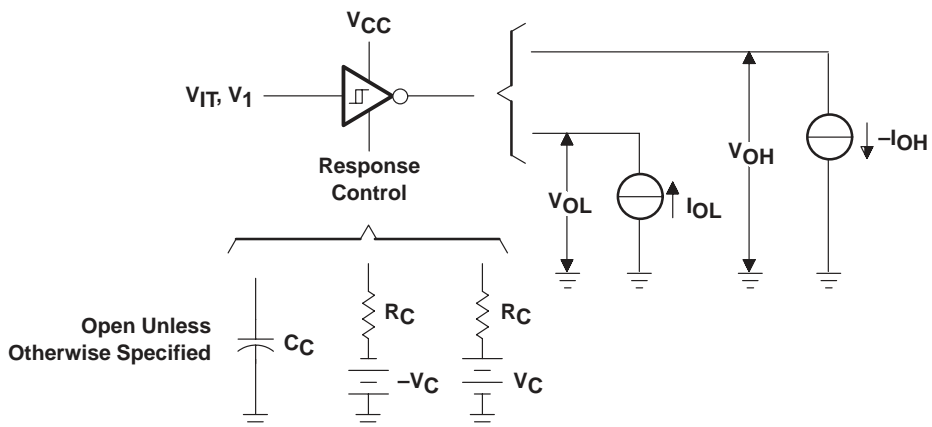 VCC
VIT, V1
Response
Control
VOL
IOL
VOH
–IOH
Open Unless
Otherwise Specified
CC
RC
–VC
RC
VC